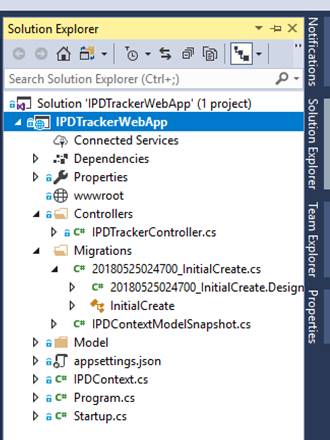 Solution Explorer
Search Solution Explorer (Ctrl+;)
Solution 'IPDTrackerWebApp' (1 project)
IPDTrackerWebApp
Connected Services
Dependencies
Properties
wwwroot
Controllers
C# IPDTrackerController.cs
Migrations
C# 20180525024700_InitialCreate.cs
C# 20180525024700_InitialCreate.Design
InitialCreate
C# IPDContextModelSnapshot.cs
Model
appsettings.json
C# IPDContext.cs
C# Program.cs
C# Startup.cs
Notifications
Solution Explorer
Team Explorer
Properties